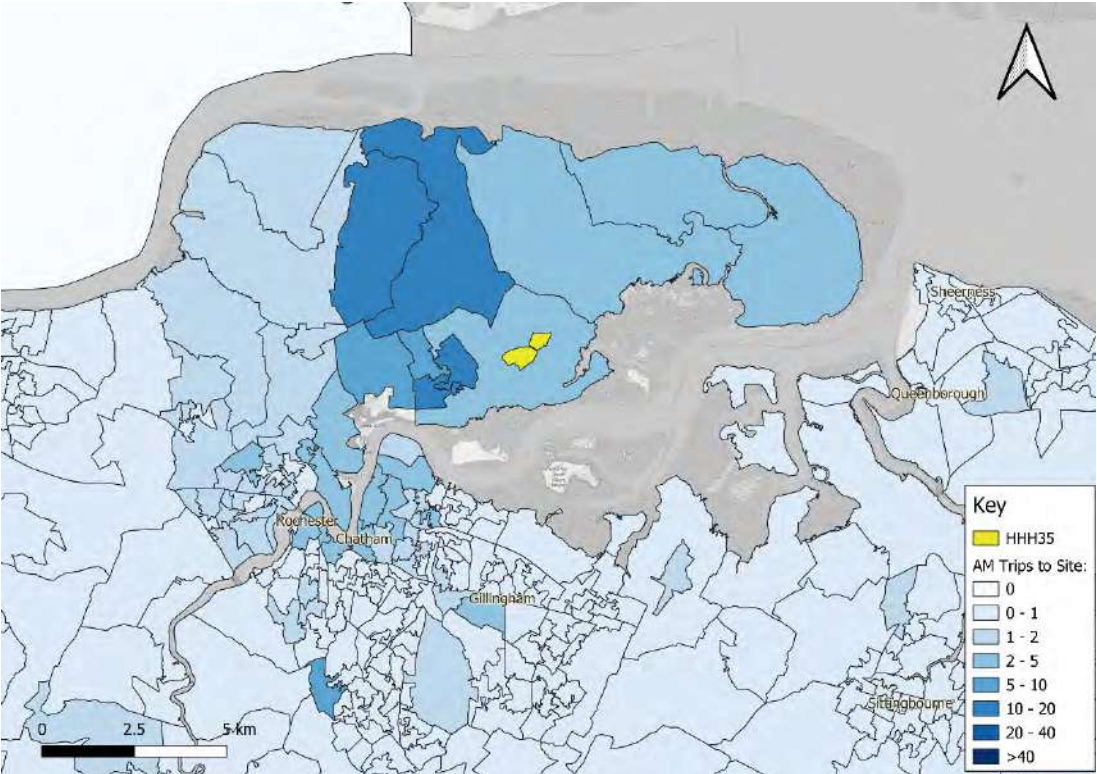 Sheerness
Queenborough
Rochester
Chatham
Gillingham
Sittingbourne
0 2.5 5 km
Key
HHH35
AM Trips to Site:
0
0 - 1
1 - 2
2 - 5
5 - 10
10 - 20
20 - 40
>40